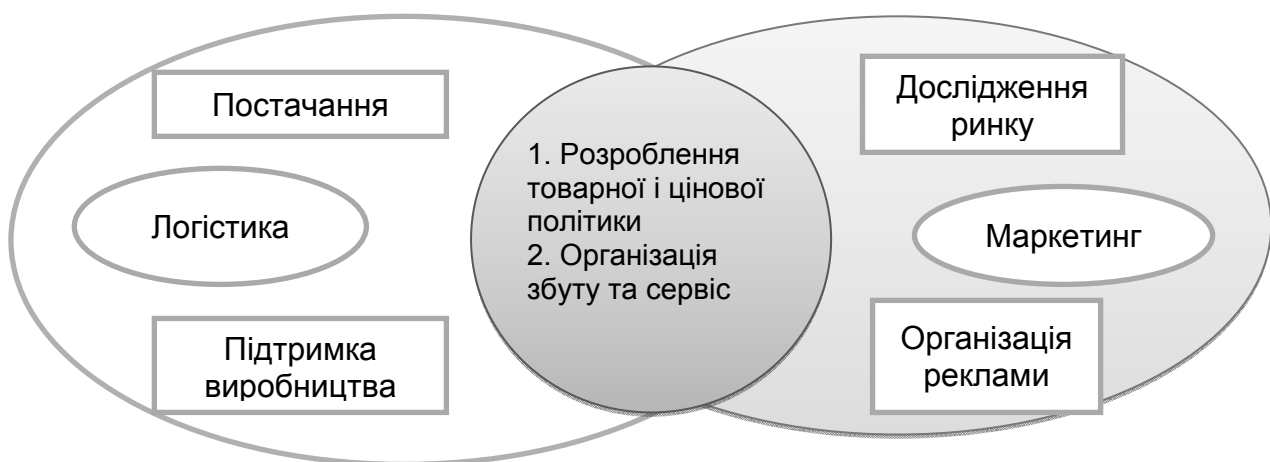 Постачання
Логістика
Підтримка
виробництва
1. Розроблення
товарної і цінової
політики
2. Організація
збуту та сервіс
Дослідження
ринку
Маркетинг
Організація
реклами